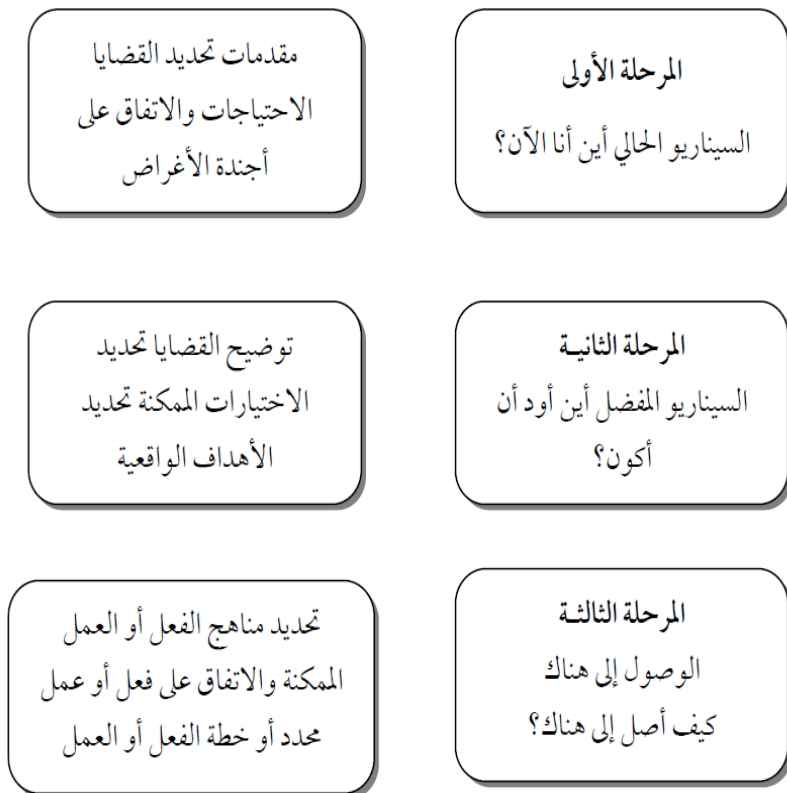 المرحلة الأولى
السيناريو الحالي أين أنا الآن؟
مقدمات تحديد القضايا
الاحتياجات والاتفاق على
أجندة الأغراض
المرحلة الثانيـة
السيناريو المفضل أين أود أن
أكون؟
توضيح القضايا تحديد
الاختيارات الممكنة تحديد
الأهداف الواقعية
المرحلة الثالثـة
الوصول إلى هناك
كيف أصل إلى هناك؟
تحديد مناهج الفعل أو العمل
الممكنة والاتفاق على فعل أو عمل
محدد أو خطة الفعل أو العمل